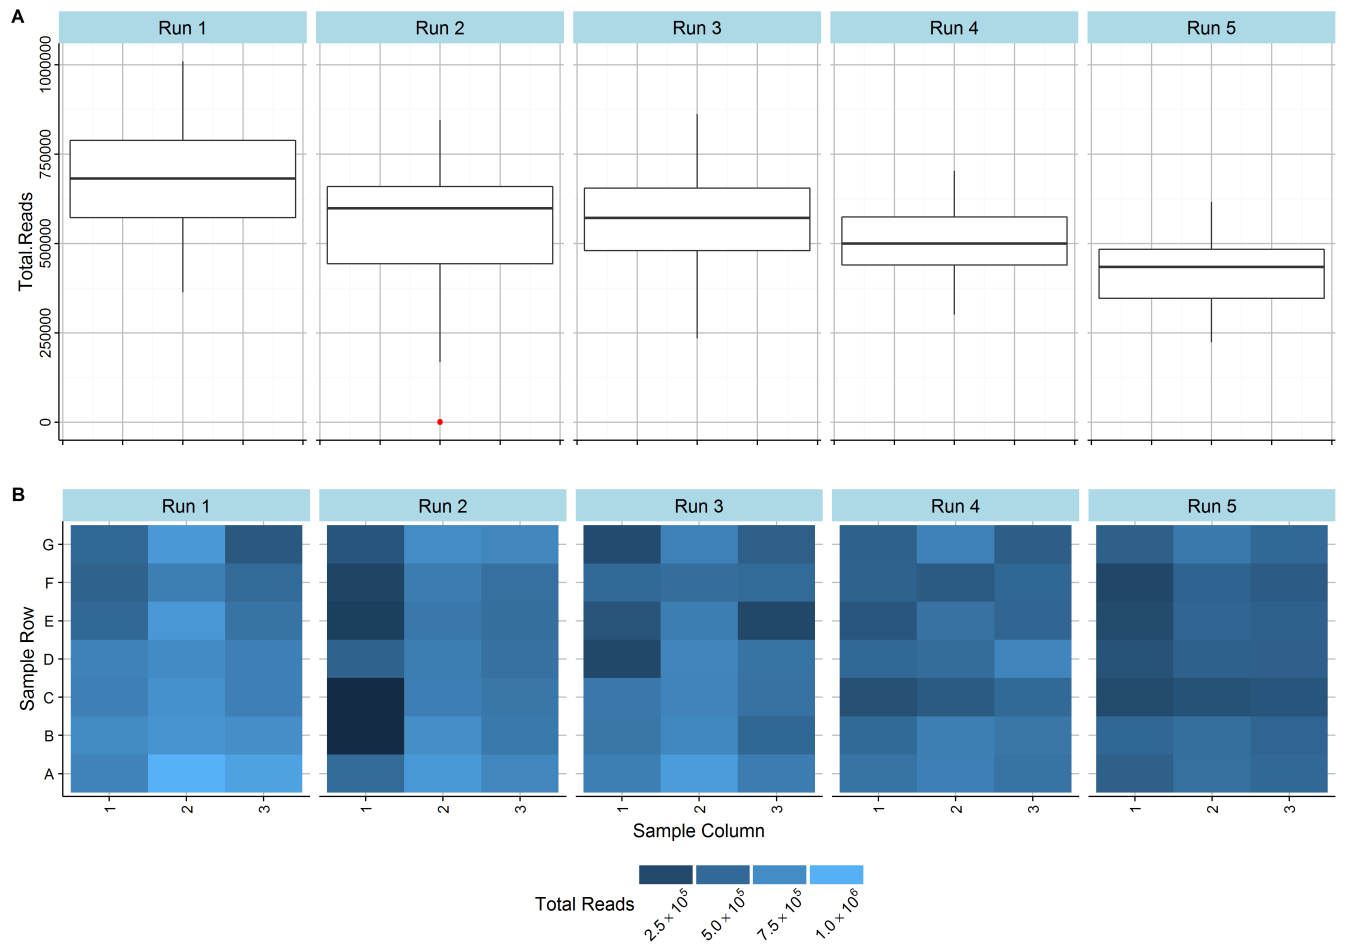 A
Run 1 Run 2 Run 3 Run 4 Run 5
Total.Reads
1000000
750000
500000
250000
0
B
Run 1 Run 2 Run 3 Run 4 Run 5
Sample Row
G
F
E
D
C
B
A
1 2 3 1 2 3 1 2 3 1 2 3 1 2 3
Sample Column
Total Reads
2.5×10⁵ 5.0×10⁵ 7.5×10⁵ 1.0×10⁶